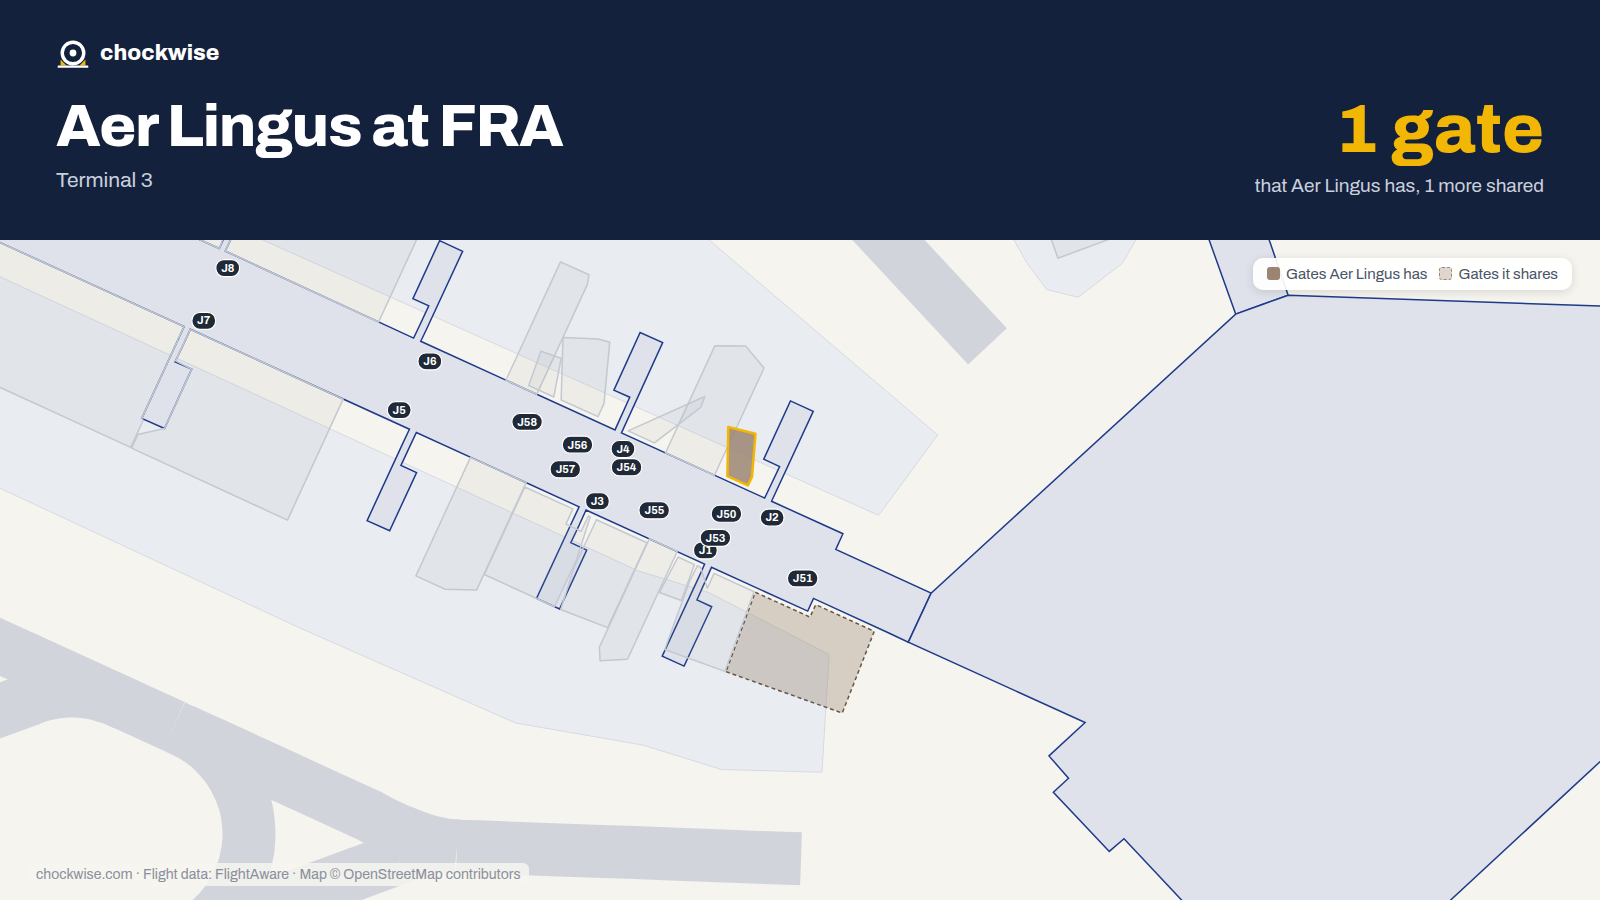 chockwise
Aer Lingus at FRA
Terminal 3
1 gate
that Aer Lingus has, 1 more shared
Gates Aer Lingus has
Gates it shares
J8
J7
J6
J5
J58
J56
J4
J57
J54
J3
J55
J50
J2
J53
J1
J51
chockwise.com · Flight data: FlightAware · Map © OpenStreetMap contributors